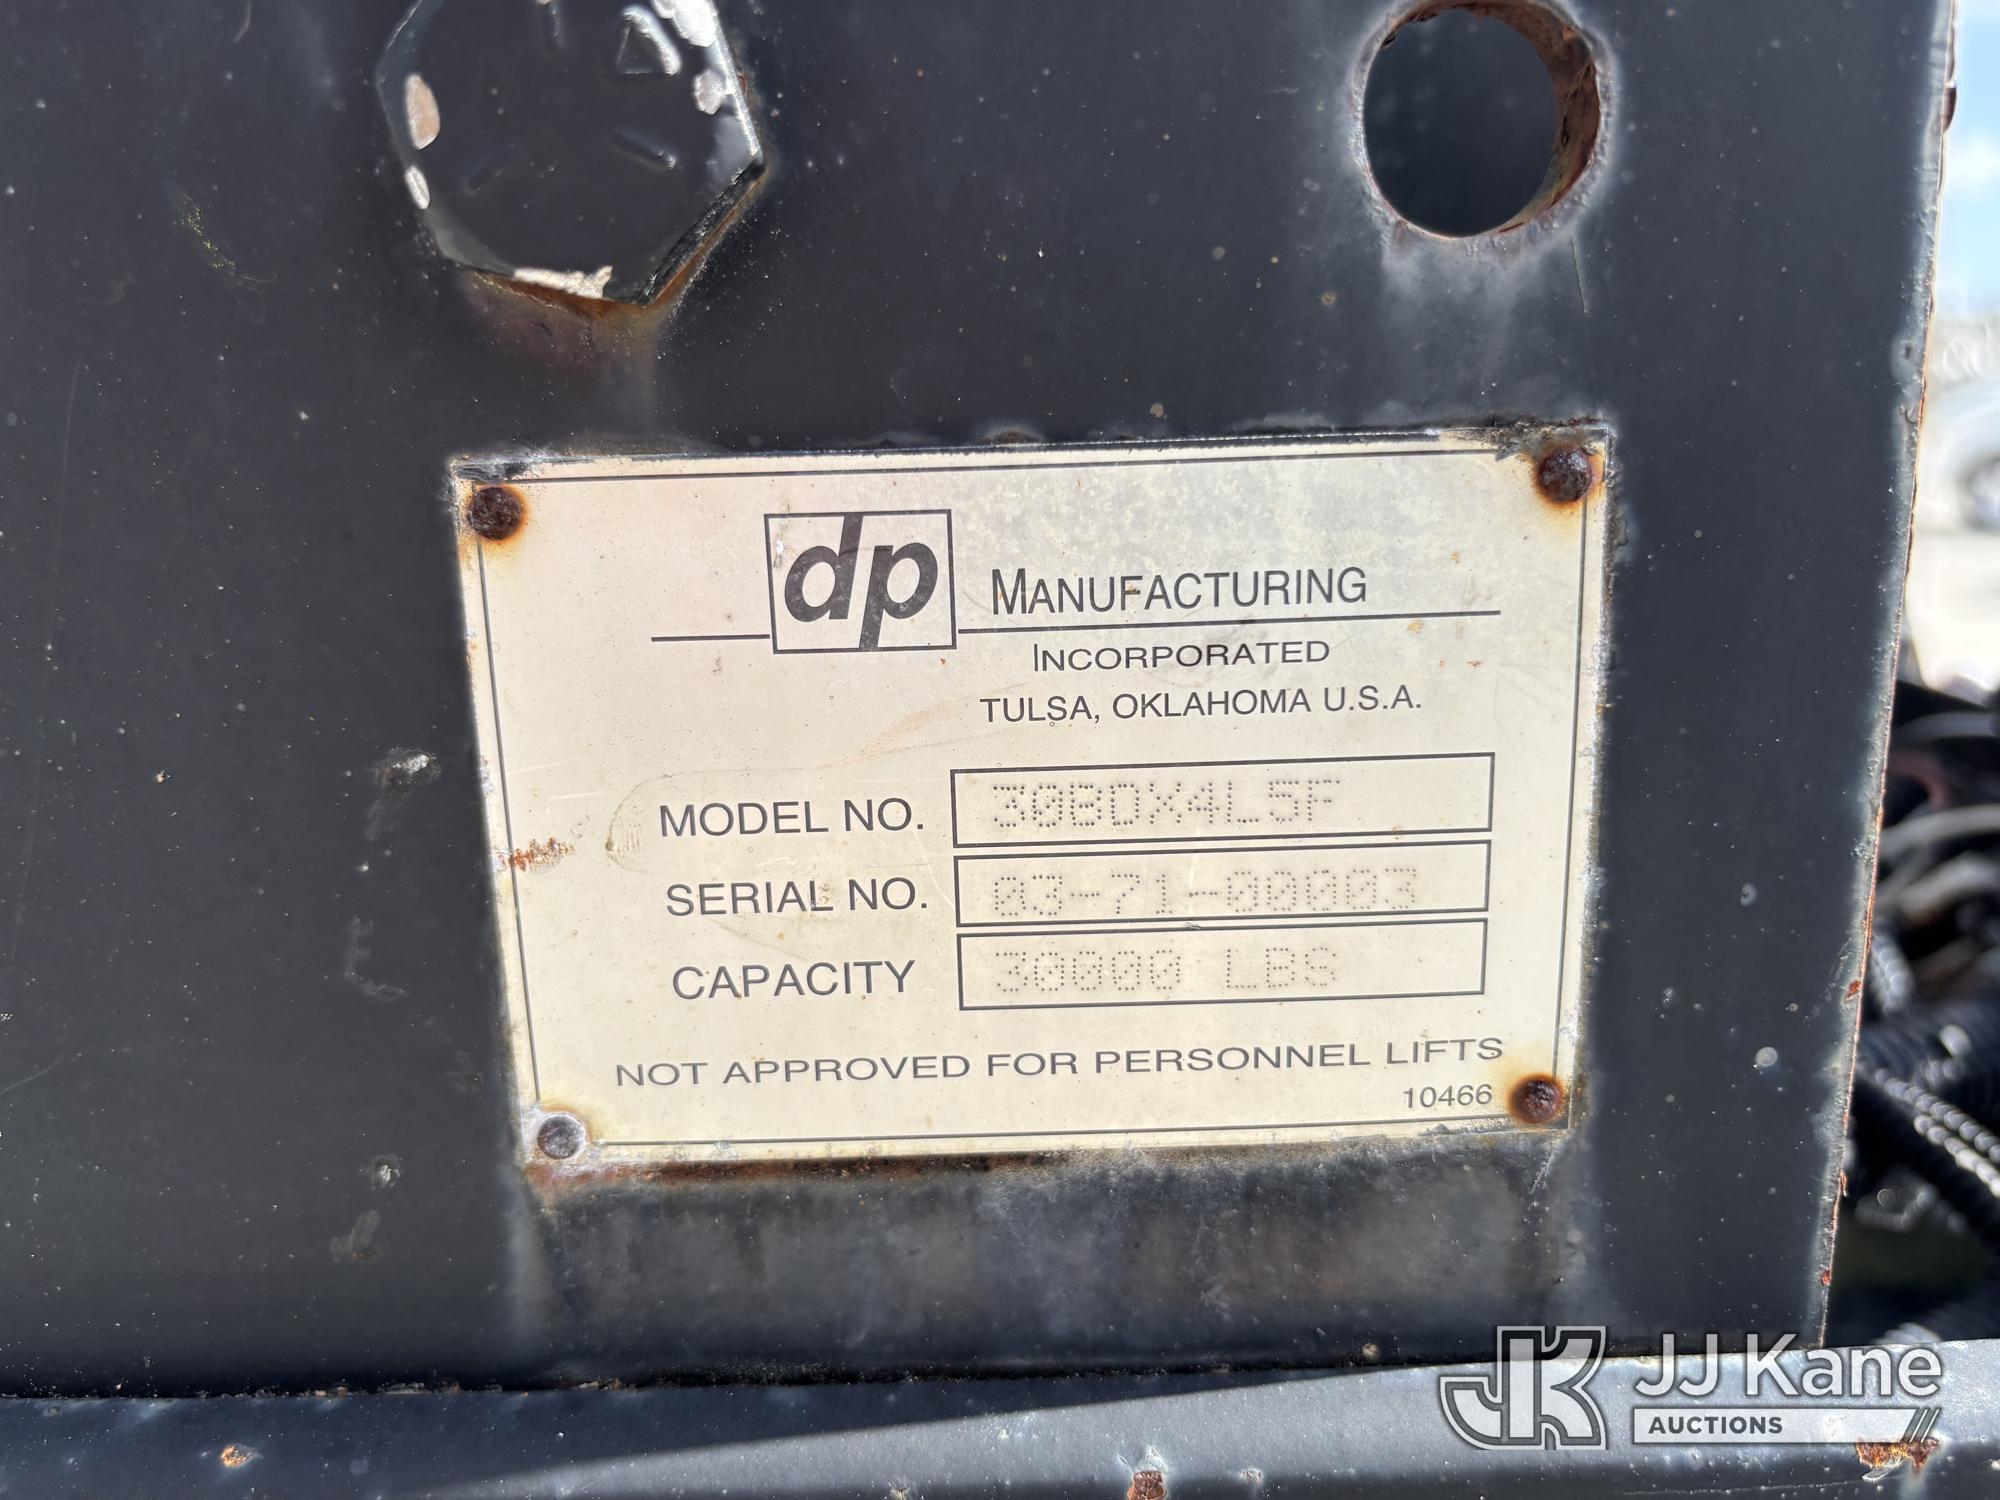 dp MANUFACTURING
INCORPORATED
TULSA, OKLAHOMA U.S.A.
MODEL NO. 30BDX4L5F
SERIAL NO. 03-71-00003
CAPACITY 30000 LBS
NOT APPROVED FOR PERSONNEL LIFTS
10466
JK JJ Kane
AUCTIONS